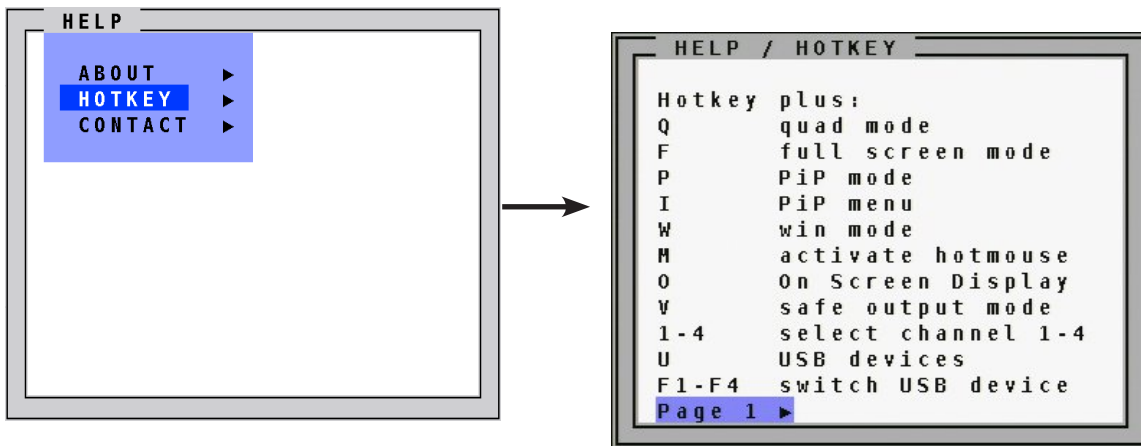 HELP
ABOUT ►
HOTKEY ►
CONTACT ►
HELP / HOTKEY
Hotkey plus:
Q quad mode
F full screen mode
P PiP mode
I PiP menu
W win mode
M activate hotmouse
O On Screen Display
V safe output mode
1-4 select channel 1-4
U USB devices
F1-F4 switch USB device
Page 1 ►